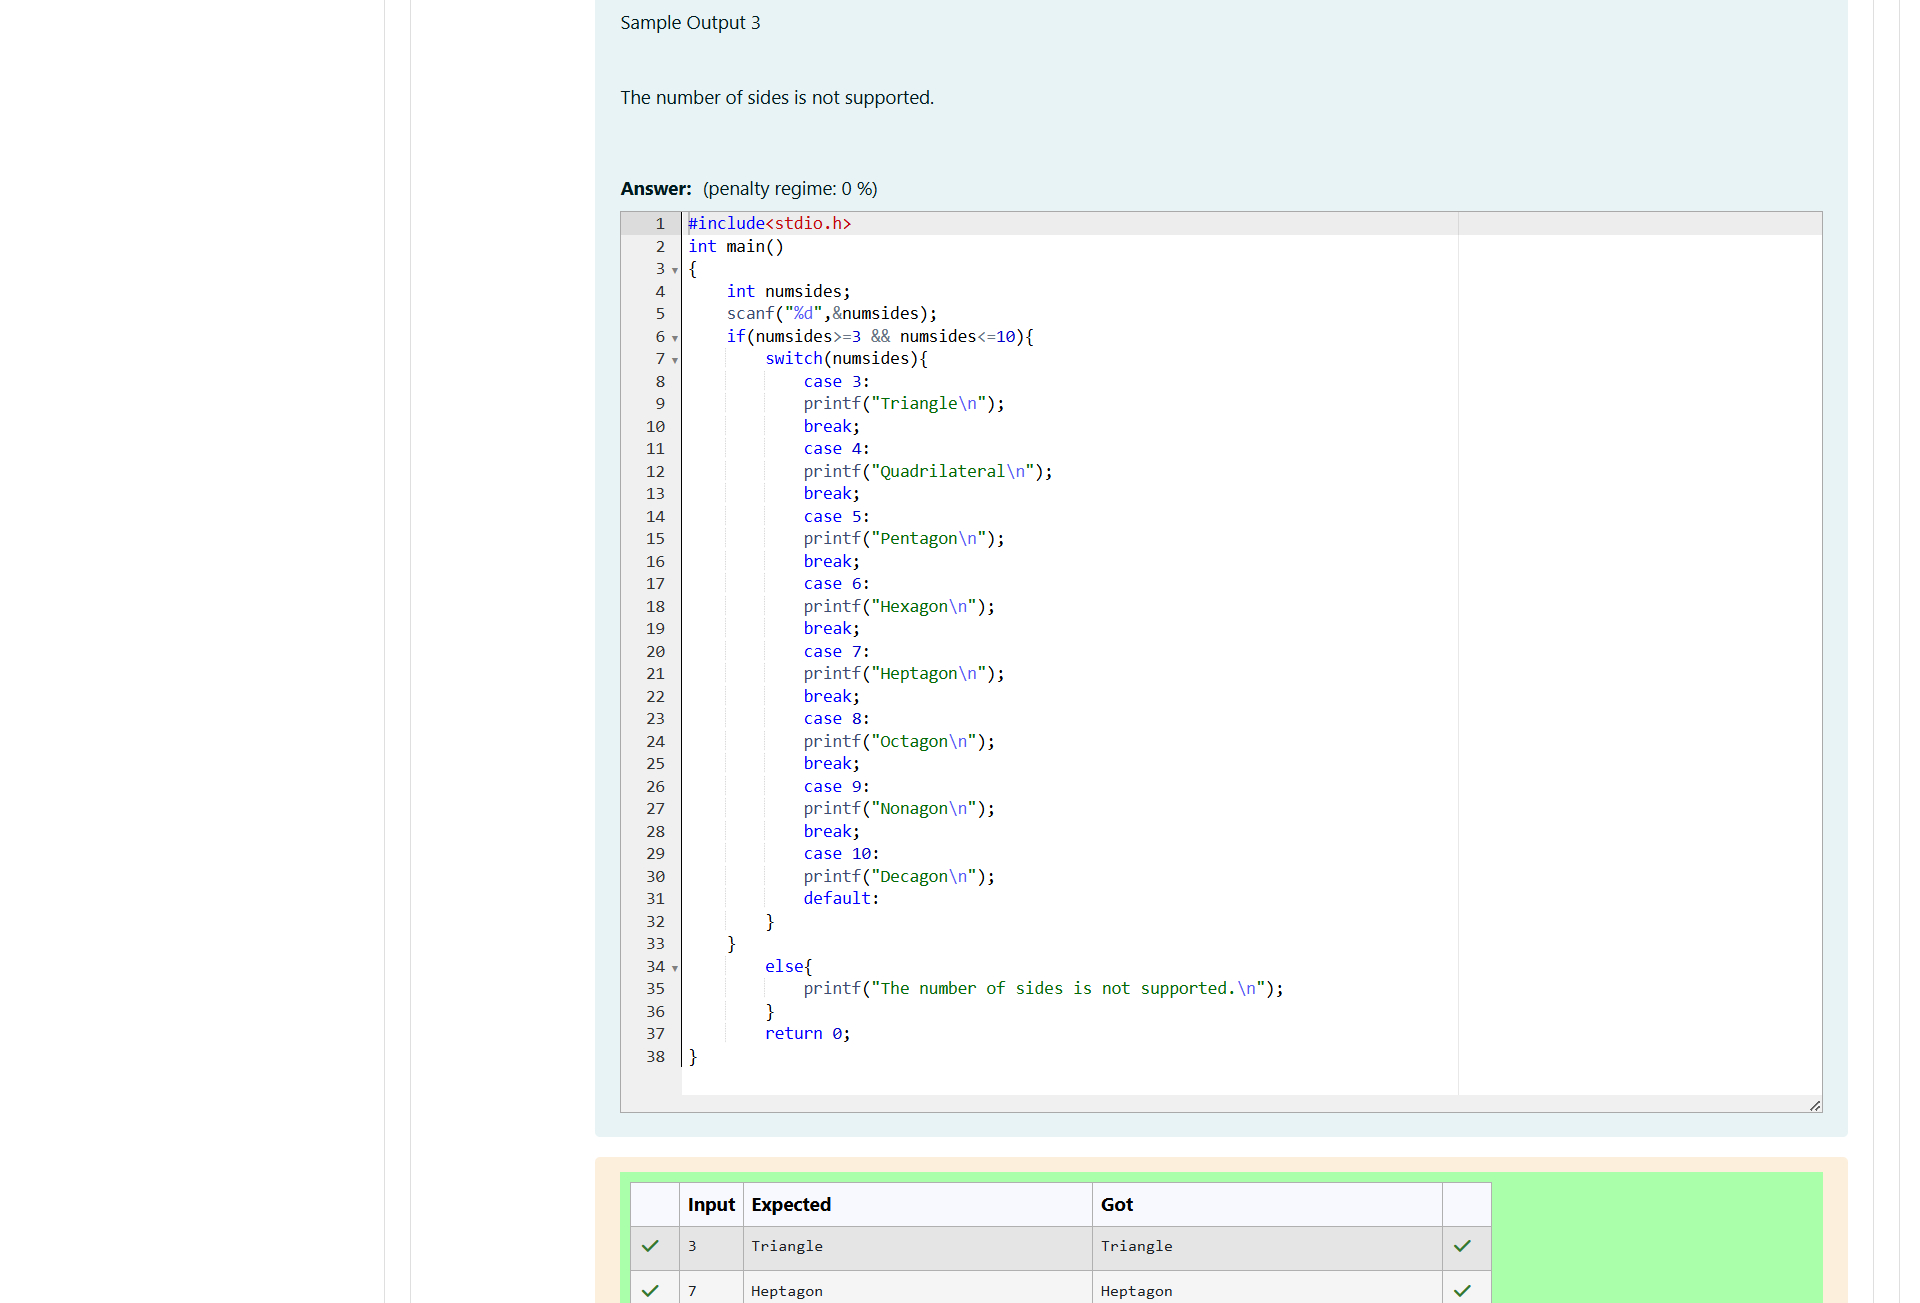 Sample Output 3
The number of sides is not supported.
Answer: (penalty regime: 0 %)
1 #include<stdio.h>
2 int main()
3 {
4     int numsides;
5     scanf("%d",&numsides);
6     if(numsides>=3 && numsides<=10){
7         switch(numsides){
8             case 3:
9             printf("Triangle\n");
10             break;
11             case 4:
12             printf("Quadrilateral\n");
13             break;
14             case 5:
15             printf("Pentagon\n");
16             break;
17             case 6:
18             printf("Hexagon\n");
19             break;
20             case 7:
21             printf("Heptagon\n");
22             break;
23             case 8:
24             printf("Octagon\n");
25             break;
26             case 9:
27             printf("Nonagon\n");
28             break;
29             case 10:
30             printf("Decagon\n");
31             default:
32         }
33     }
34         else{
35             printf("The number of sides is not supported.\n");
36         }
37         return 0;
38 }
Input Expected Got
3 Triangle Triangle
7 Heptagon Heptagon